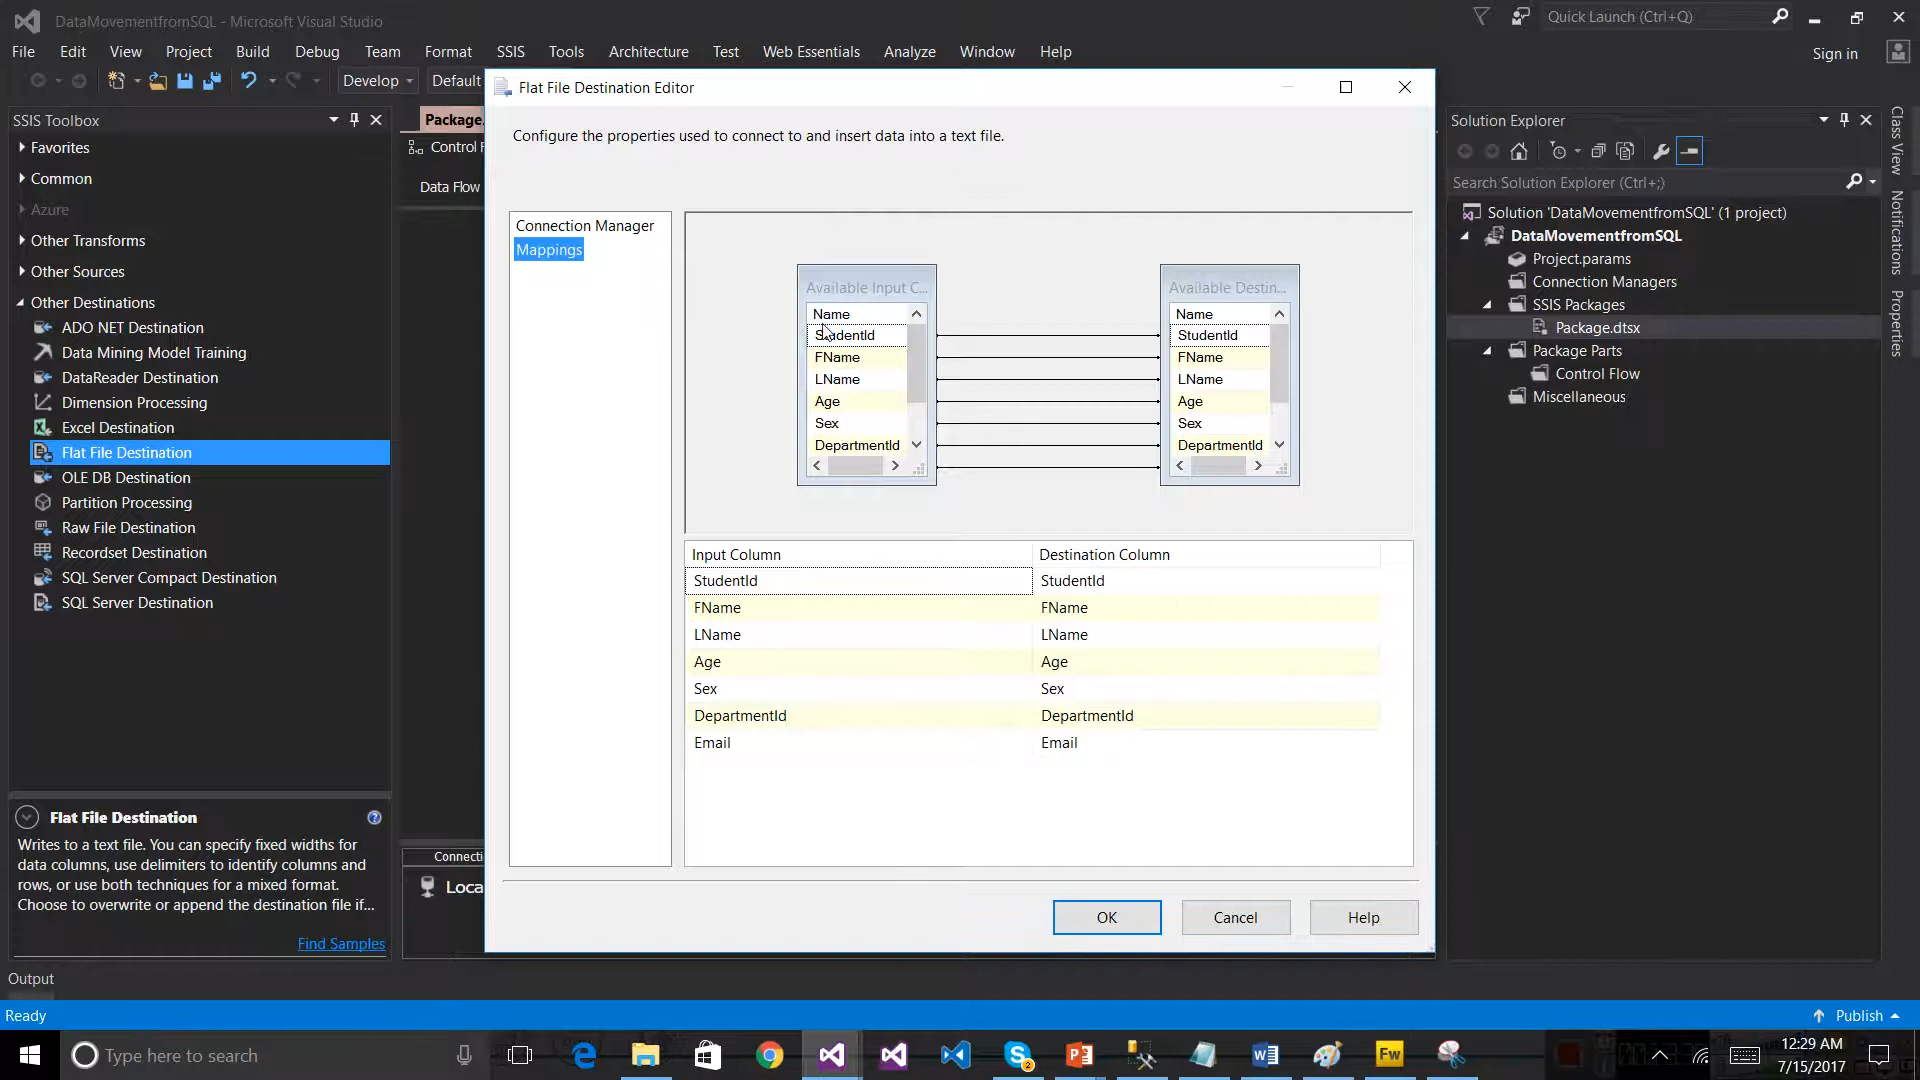 DataMovementfromSQL - Microsoft Visual Studio
Quick Launch (Ctrl+Q)
File Edit View Project Build Debug Team Format SSIS Tools Architecture Test Web Essentials Analyze Window Help
Sign in
Develop
Default
SSIS Toolbox
Favorites
Common
Azure
Other Transforms
Other Sources
Other Destinations
ADO NET Destination
Data Mining Model Training
DataReader Destination
Dimension Processing
Excel Destination
Flat File Destination
OLE DB Destination
Partition Processing
Raw File Destination
Recordset Destination
SQL Server Compact Destination
SQL Server Destination
Flat File Destination
Writes to a text file. You can specify fixed widths for
data columns, use delimiters to identify columns and
rows, or use both techniques for a mixed format.
Choose to overwrite or append the destination file if...
Find Samples
Package.
Control F
Data Flow
Connecti
Loca
Flat File Destination Editor
Configure the properties used to connect to and insert data into a text file.
Connection Manager
Mappings
Available Input C...
Name
StudentId
FName
LName
Age
Sex
DepartmentId
Available Destin...
Name
StudentId
FName
LName
Age
Sex
DepartmentId
Input Column Destination Column
StudentId StudentId
FName FName
LName LName
Age Age
Sex Sex
DepartmentId DepartmentId
Email Email
OK Cancel Help
Solution Explorer
Search Solution Explorer (Ctrl+;)
Solution 'DataMovementfromSQL' (1 project)
DataMovementfromSQL
Project.params
Connection Managers
SSIS Packages
Package.dtsx
Package Parts
Control Flow
Miscellaneous
Class View
Notifications
Properties
Output
Ready
Publish
Type here to search
2
Fw
12:29 AM
7/15/2017